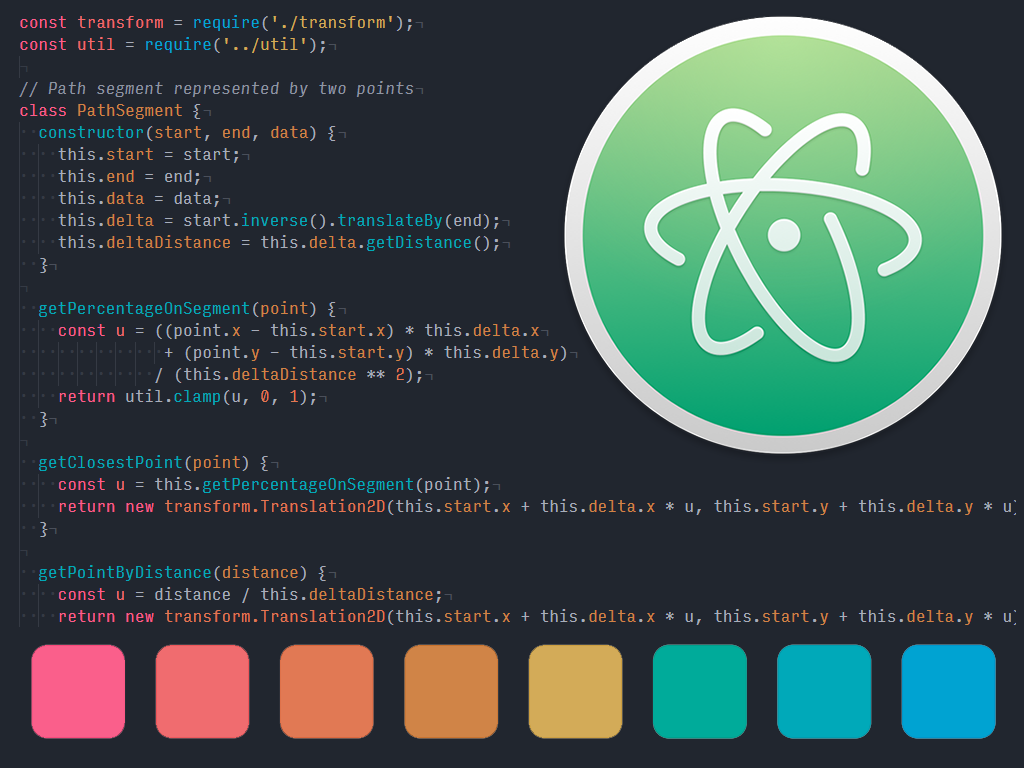 const transform = require('./transform');
const util = require('../util');
// Path segment represented by two points
class PathSegment {
constructor(start, end, data) {
this.start = start;
this.end = end;
this.data = data;
this.delta = start.inverse().translateBy(end);
this.deltaDistance = this.delta.getDistance();
}
getPercentageOnSegment(point) {
const u = ((point.x - this.start.x) * this.delta.x
+ (point.y - this.start.y) * this.delta.y)
/ (this.deltaDistance ** 2);
return util.clamp(u, 0, 1);
}
getClosestPoint(point) {
const u = this.getPercentageOnSegment(point);
return new transform.Translation2D(this.start.x + this.delta.x * u, this.start.y + this.delta.y * u)
}
getPointByDistance(distance) {
const u = distance / this.deltaDistance;
return new transform.Translation2D(this.start.x + this.delta.x * u, this.start.y + this.delta.y * u)